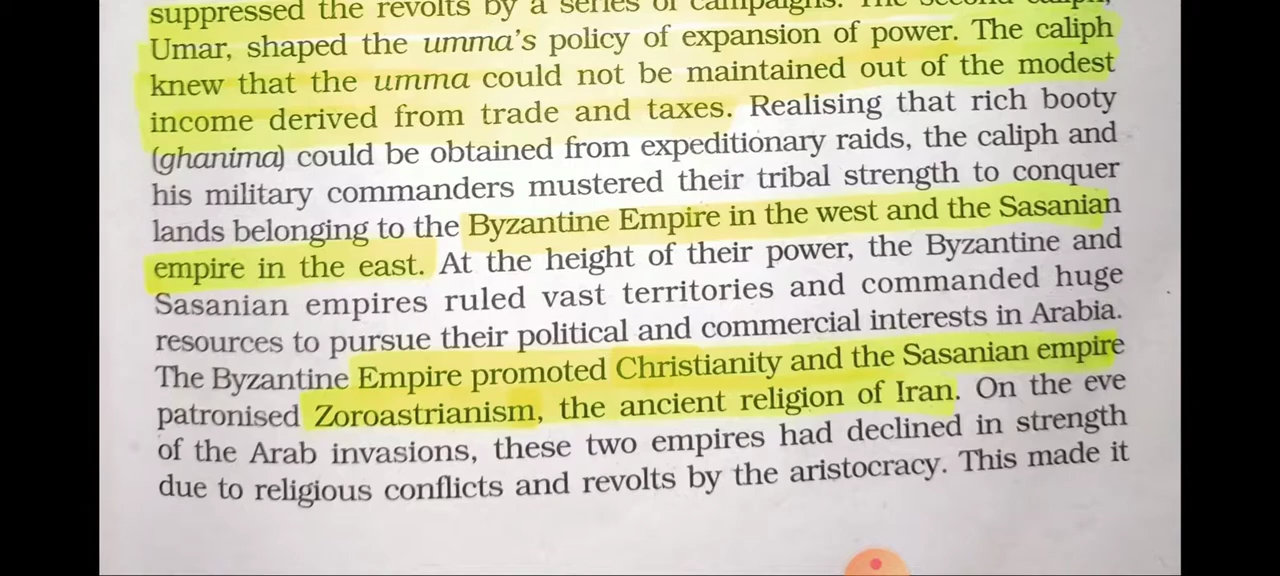 suppressed the revolts by a series of campaigns. The second caliph,
Umar, shaped the umma's policy of expansion of power. The caliph
knew that the umma could not be maintained out of the modest
income derived from trade and taxes. Realising that rich booty
(ghanima) could be obtained from expeditionary raids, the caliph and
his military commanders mustered their tribal strength to conquer
lands belonging to the Byzantine Empire in the west and the Sasanian
empire in the east. At the height of their power, the Byzantine and
Sasanian empires ruled vast territories and commanded huge
resources to pursue their political and commercial interests in Arabia.
The Byzantine Empire promoted Christianity and the Sasanian empire
patronised Zoroastrianism, the ancient religion of Iran. On the eve
of the Arab invasions, these two empires had declined in strength
due to religious conflicts and revolts by the aristocracy. This made it